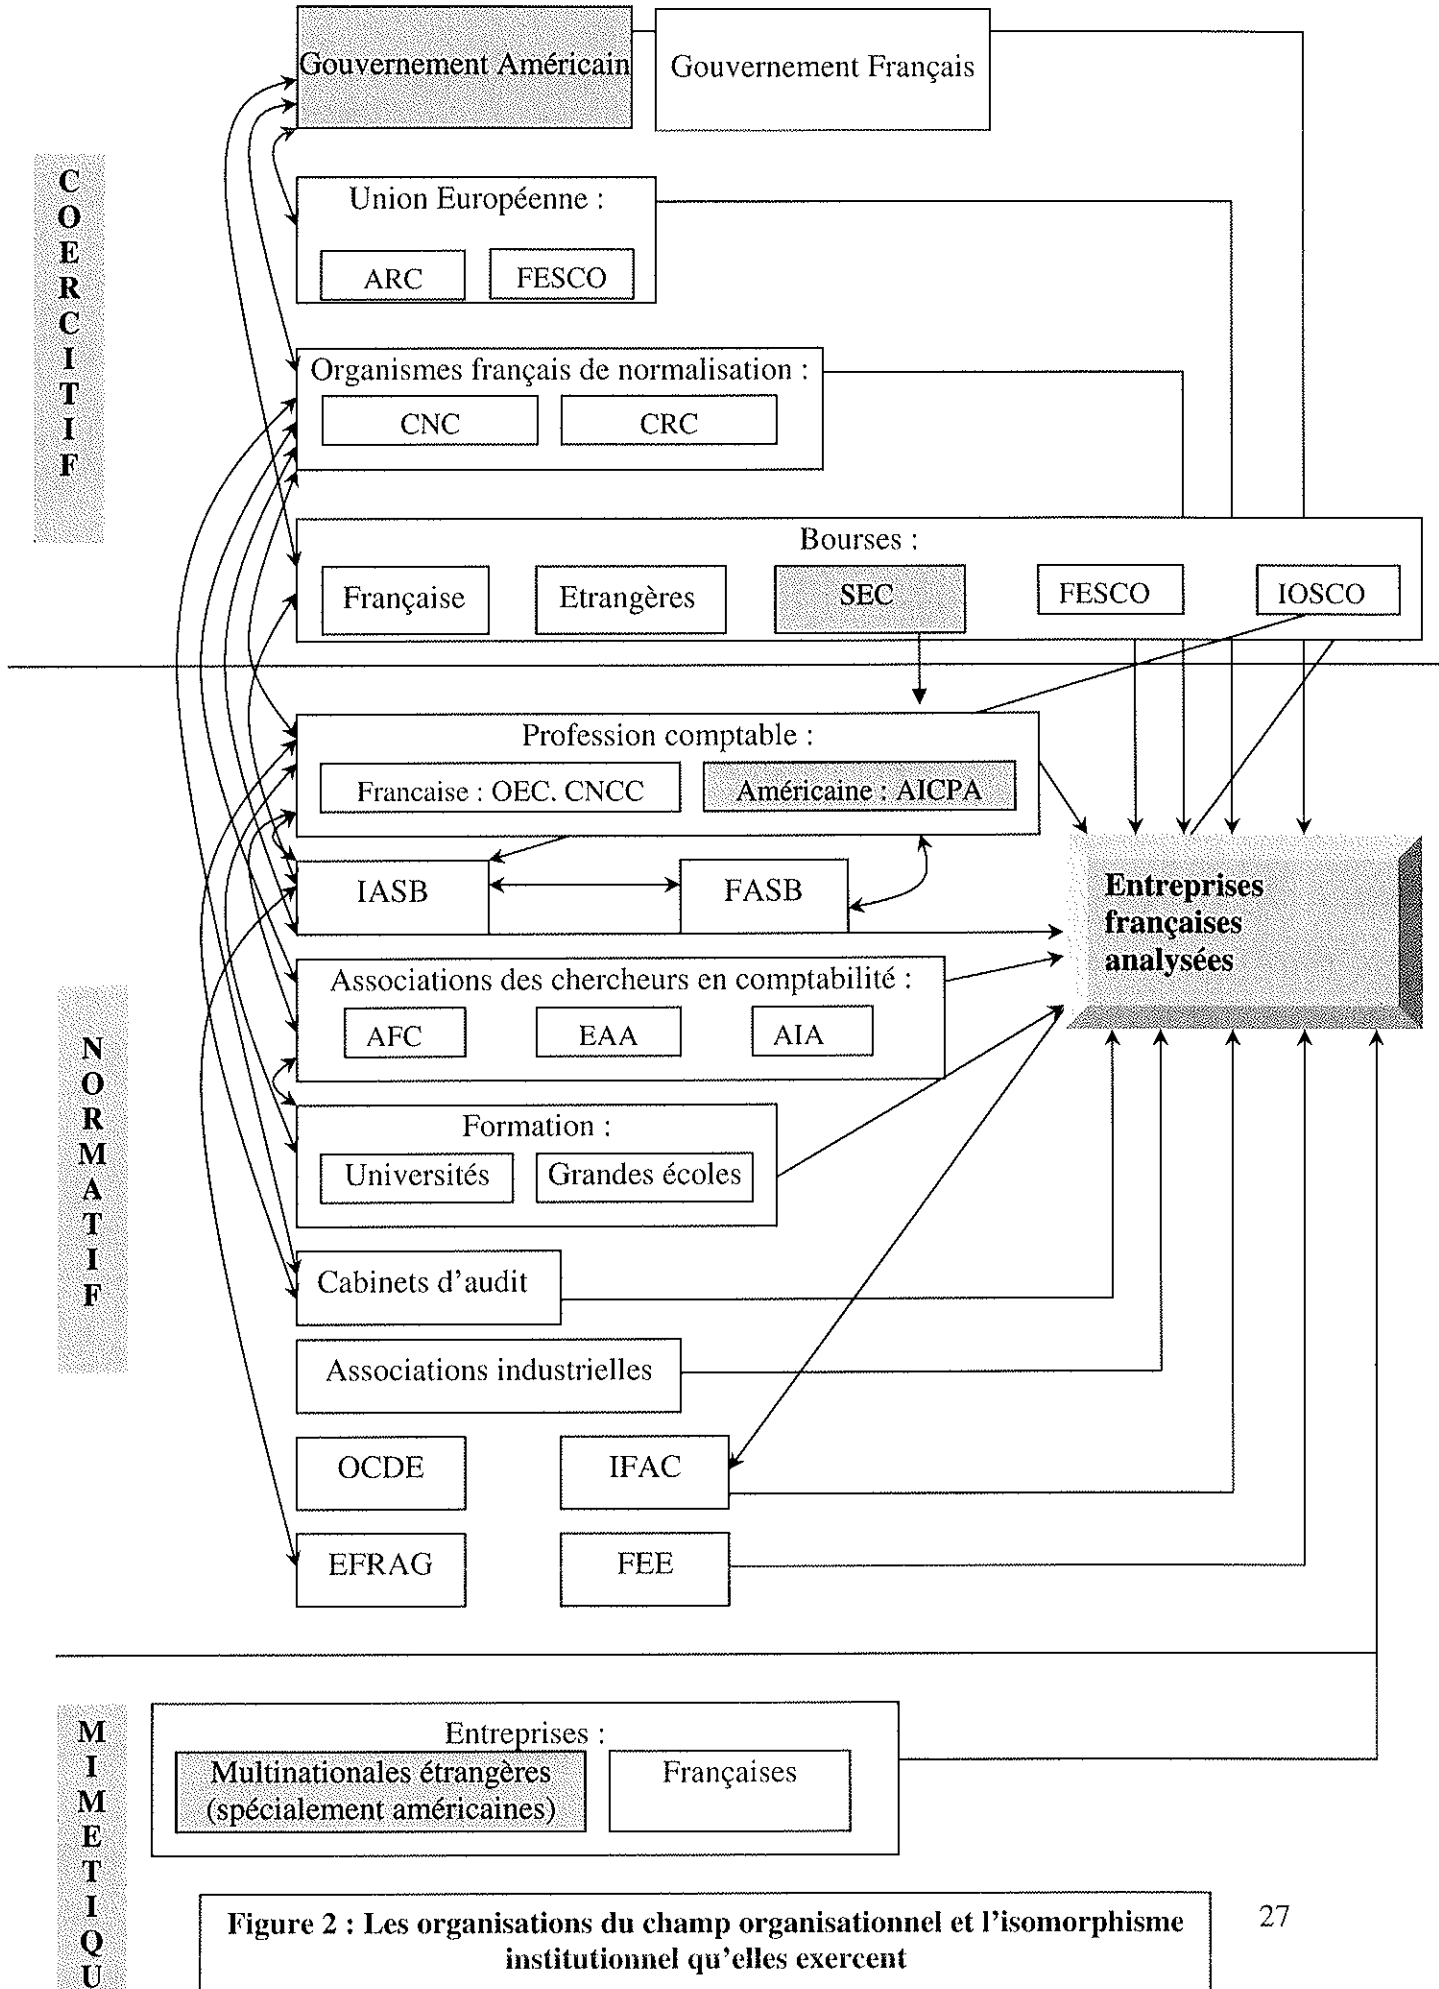 Gouvernement Américain
Gouvernement Français
COERCITIF
Union Européenne :
ARC
FESCO
Organismes français de normalisation :
CNC
CRC
Bourses :
Française
Etrangères
SEC
FESCO
IOSCO
NORMATIF
Profession comptable :
Francaise : OEC. CNCC
Américaine : AICPA
IASB
FASB
Entreprises
françaises
analysées
Associations des chercheurs en comptabilité :
AFC
EAA
AIA
Formation :
Universités
Grandes écoles
Cabinets d'audit
Associations industrielles
OCDE
IFAC
EFRAG
FEE
MIMETIQU
Entreprises :
Multinationales étrangères
(spécialement américaines)
Françaises
Figure 2 : Les organisations du champ organisationnel et l'isomorphisme
institutionnel qu'elles exercent
27